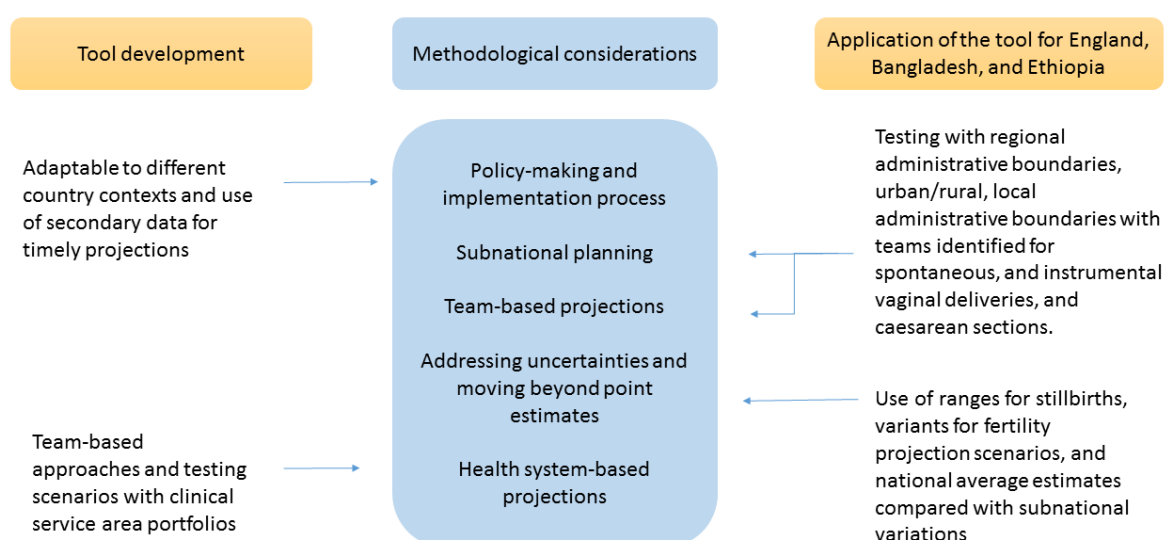 Tool development
Methodological considerations
Application of the tool for England,
Bangladesh, and Ethiopia
Adaptable to different
country contexts and use
of secondary data for
timely projections
Team-based
approaches and testing
scenarios with clinical
service area portfolios
Policy-making and
implementation process
Subnational planning
Team-based projections
Addressing uncertainties and
moving beyond point
estimates
Health system-based
projections
Testing with regional
administrative boundaries,
urban/rural, local
administrative boundaries with
teams identified for
spontaneous, and instrumental
vaginal deliveries, and
caesarean sections.
Use of ranges for stillbirths,
variants for fertility
projection scenarios, and
national average estimates
compared with subnational
variations